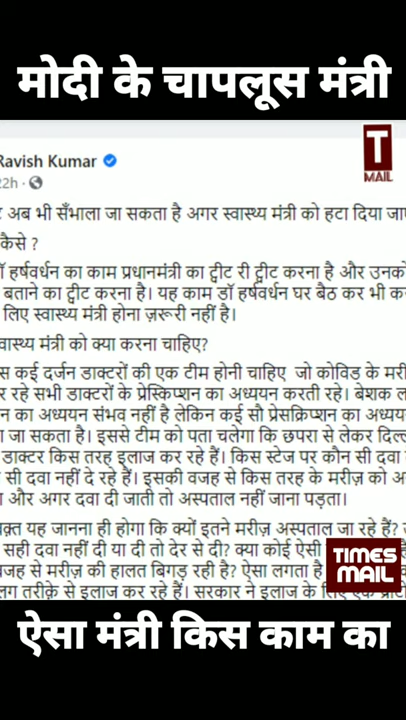 मोदी के चापलूस मंत्री
T
MAIL
Ravish Kumar
22h
अब भी सँभाला जा सकता है अगर स्वास्थ्य मंत्री को हटा दिया
कैसे ?
हर्षवर्धन का काम प्रधानमंत्री का ट्वीट री ट्वीट करना है और
बताने का ट्वीट करना है। यह काम डॉ हर्षवर्धन घर बैठ कर भी
लिए स्वास्थ्य मंत्री होना ज़रूरी नहीं है।
मंत्री को क्या करना चाहिए?
कई दर्जन डाक्टरों की एक टीम होनी चाहिए जो कोविड के
रहे सभी डाक्टरों के प्रेस्क्रिप्शन का अध्ययन करती रहे। बेशक
का अध्ययन संभव नहीं है लेकिन कई सौ प्रेसक्रिप्शन का
जा सकता है। इससे टीम को पता चलेगा कि छपरा से लेकर
डाक्टर किस तरह इलाज कर रहे हैं। किस स्टेज पर कौन सी दवा
सी दवा नहीं दे रहे हैं। इसकी वजह से किस तरह के मरीज़ को
और अगर दवा दी जाती तो अस्पताल नहीं जाना पड़ता।
यह जानना ही होगा कि क्यों इतने मरीज़ अस्पताल जा रहे हैं?
सही दवा नहीं दी या दी तो देर से दी? क्या कोई ऐसी
वजह से मरीज़ की हालत बिगड़ रही है? ऐसा लगता है
तरीक़े से इलाज कर रहे हैं। सरकार ने इलाज के
TIMES
MAIL
ऐसा मंत्री किस काम का